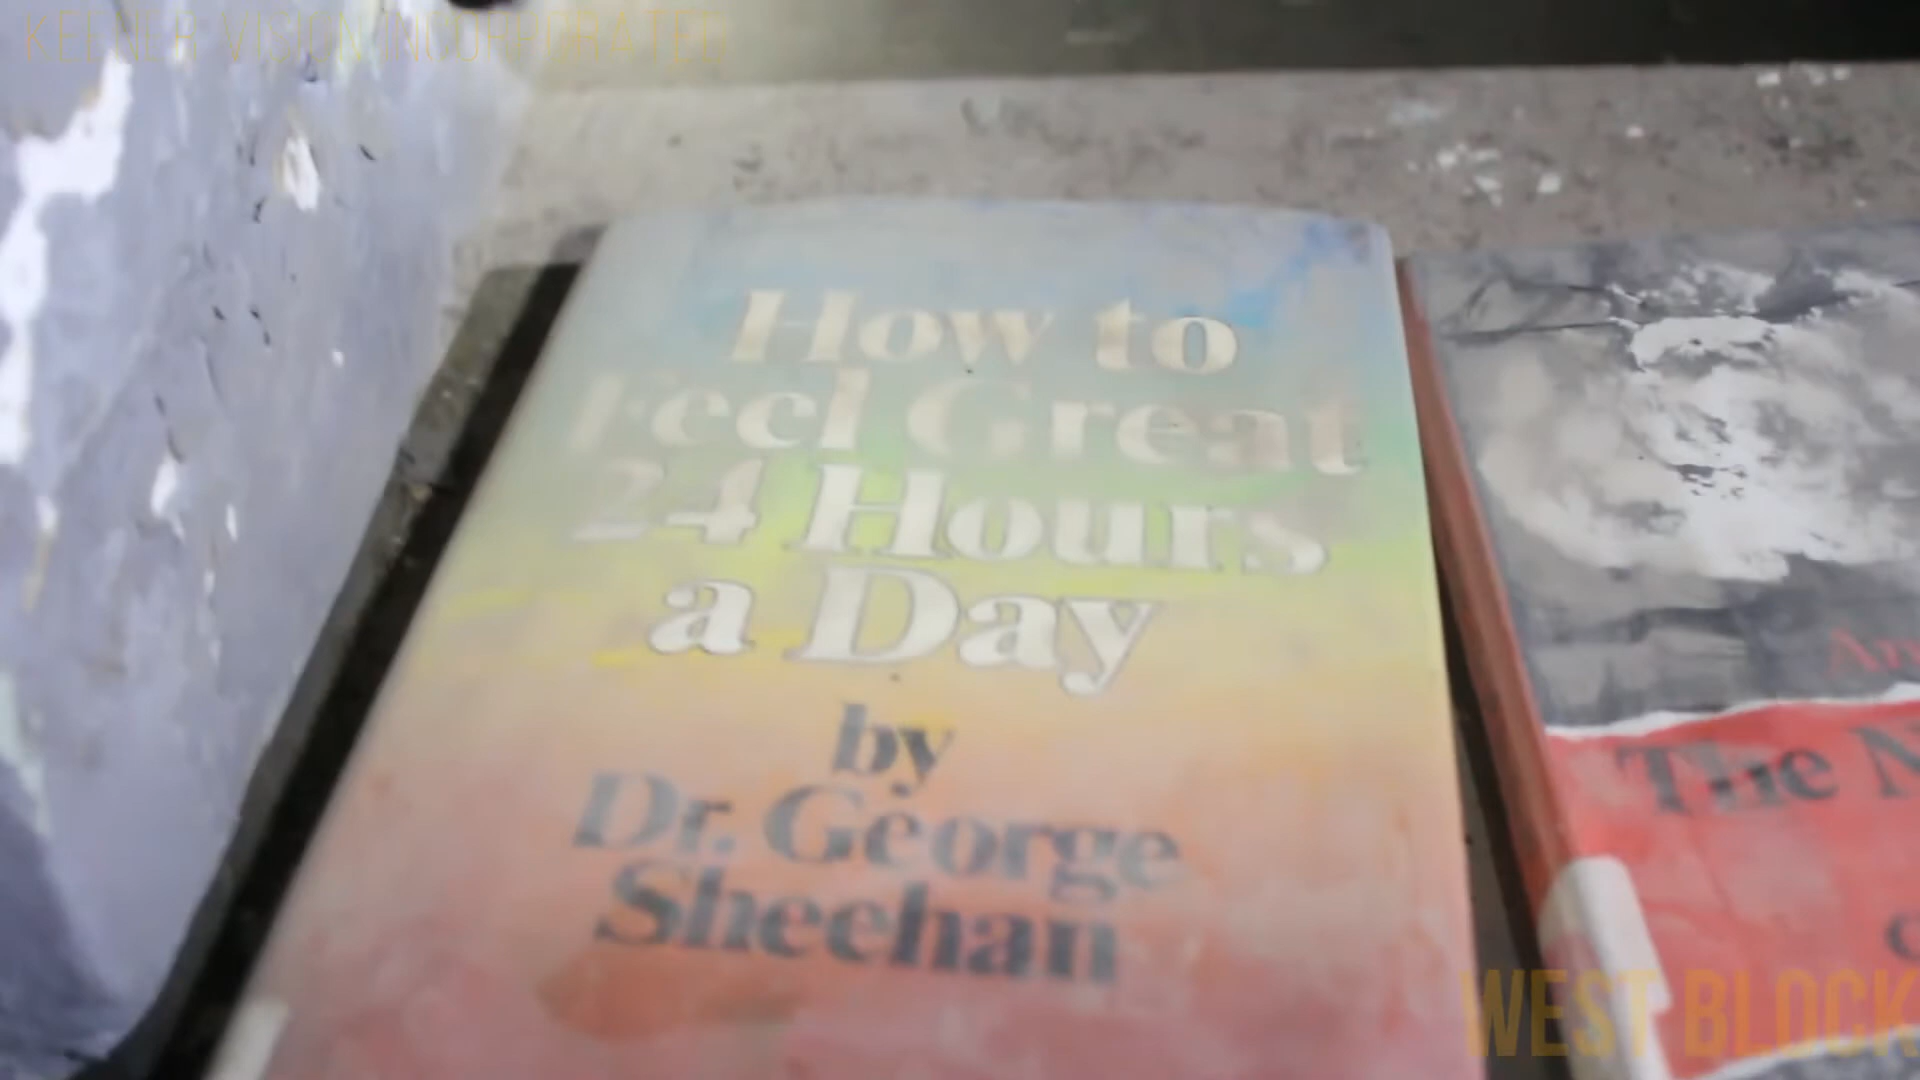 KEENER VISION INCORPORATED
How to
Feel Great
24 Hours
a Day
by
Dr. George
Sheehan
The
WEST BLOCK